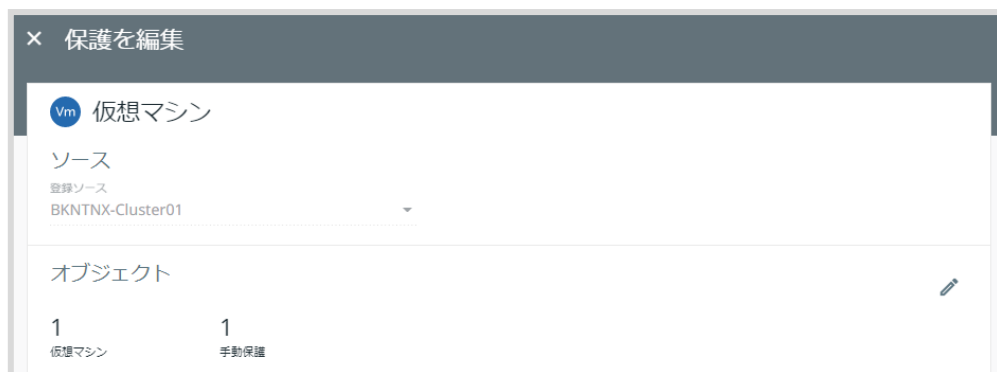 × 保護を編集
Vm 仮想マシン
ソース
登録ソース
BKNTNX-Cluster01
オブジェクト
1 1
仮想マシン 手動保護